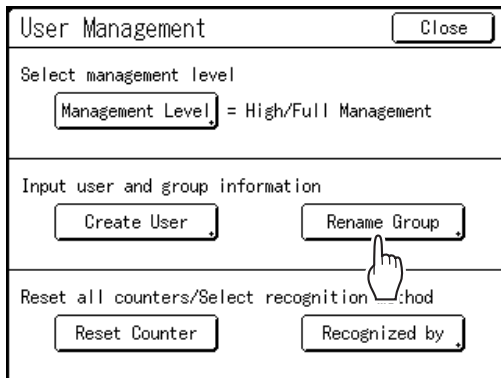 User Management
Close
Select management level
Management Level = High/Full Management
Input user and group information
Create User
Rename Group
Reset all counters/Select recognition
Reset Counter
Recognized by